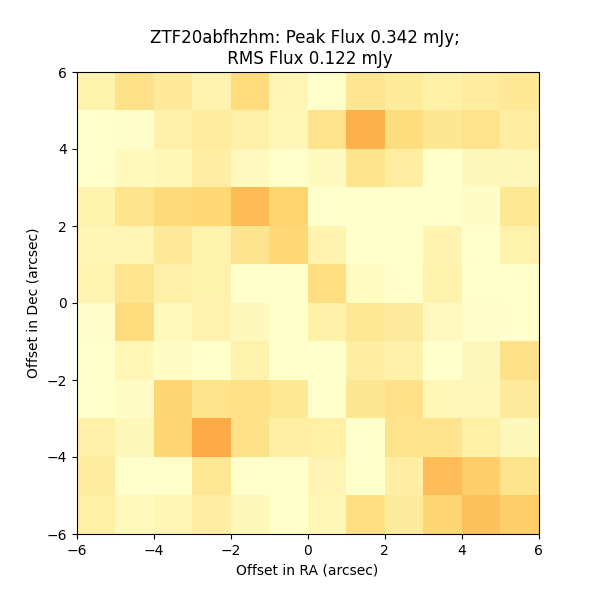 ZTF20abfhzhm: Peak Flux 0.342 mJy;
RMS Flux 0.122 mJy
6
4
2
0
−2
−4
−6
Offset in Dec (arcsec)
−6 −4 −2 0 2 4 6
Offset in RA (arcsec)